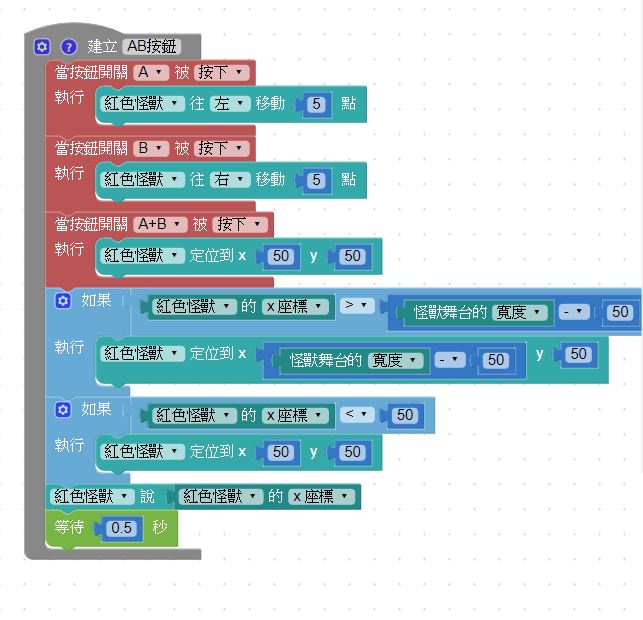 ? 建立 AB按鈕
當按鈕開關 A 被 按下
執行 紅色怪獸 往 左 移動 5 點
當按鈕開關 B 被 按下
執行 紅色怪獸 往 右 移動 5 點
當按鈕開關 A+B 被 按下
執行 紅色怪獸 定位到 x 50 y 50
如果 紅色怪獸 的 x 座標 > 怪獸舞台的 寬度 - 50
執行 紅色怪獸 定位到 x 怪獸舞台的 寬度 - 50 y 50
如果 紅色怪獸 的 x 座標 < 50
執行 紅色怪獸 定位到 x 50 y 50
紅色怪獸 說 紅色怪獸 的 x 座標
等待 0.5 秒